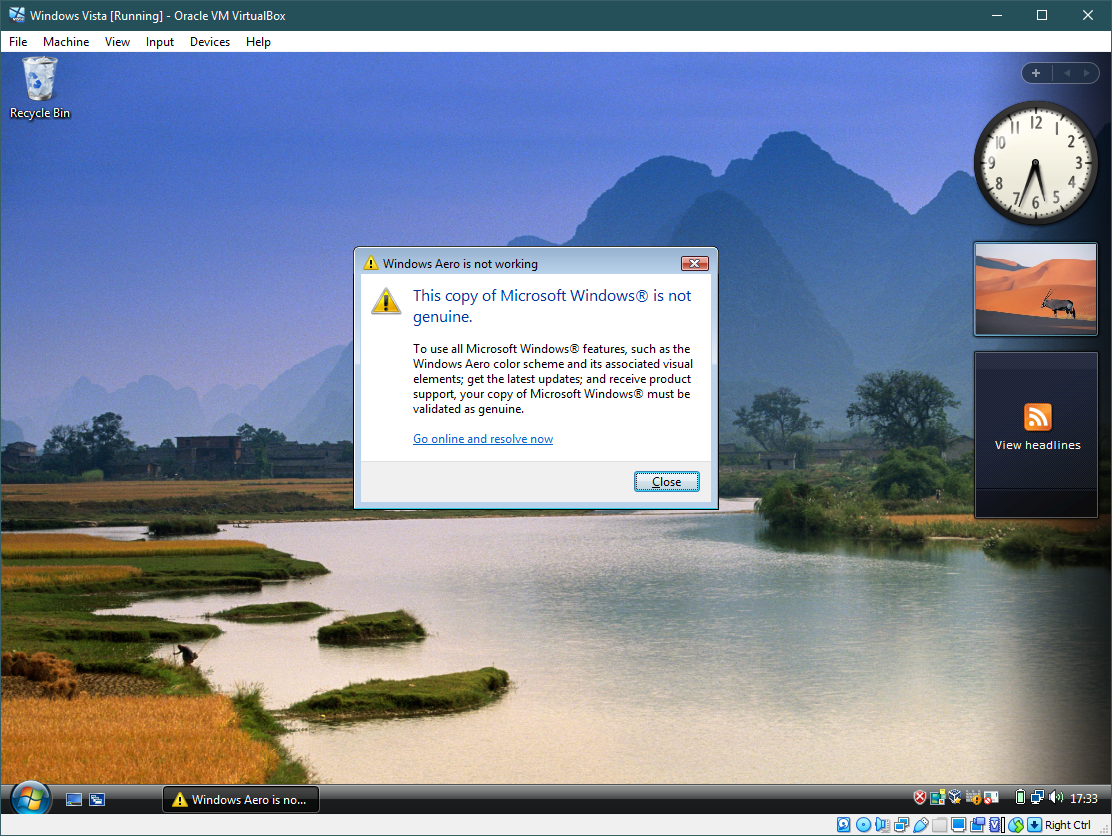 Windows Vista [Running] - Oracle VM VirtualBox
File Machine View Input Devices Help
Recycle Bin
12
11 1
10 2
9 3
8 4
7 5
6
Windows Aero is not working
This copy of Microsoft Windows® is not
genuine.
To use all Microsoft Windows® features, such as the
Windows Aero color scheme and its associated visual
elements; get the latest updates; and receive product
support, your copy of Microsoft Windows® must be
validated as genuine.
Go online and resolve now
Close
View headlines
Windows Aero is no...
17:33
Right Ctrl